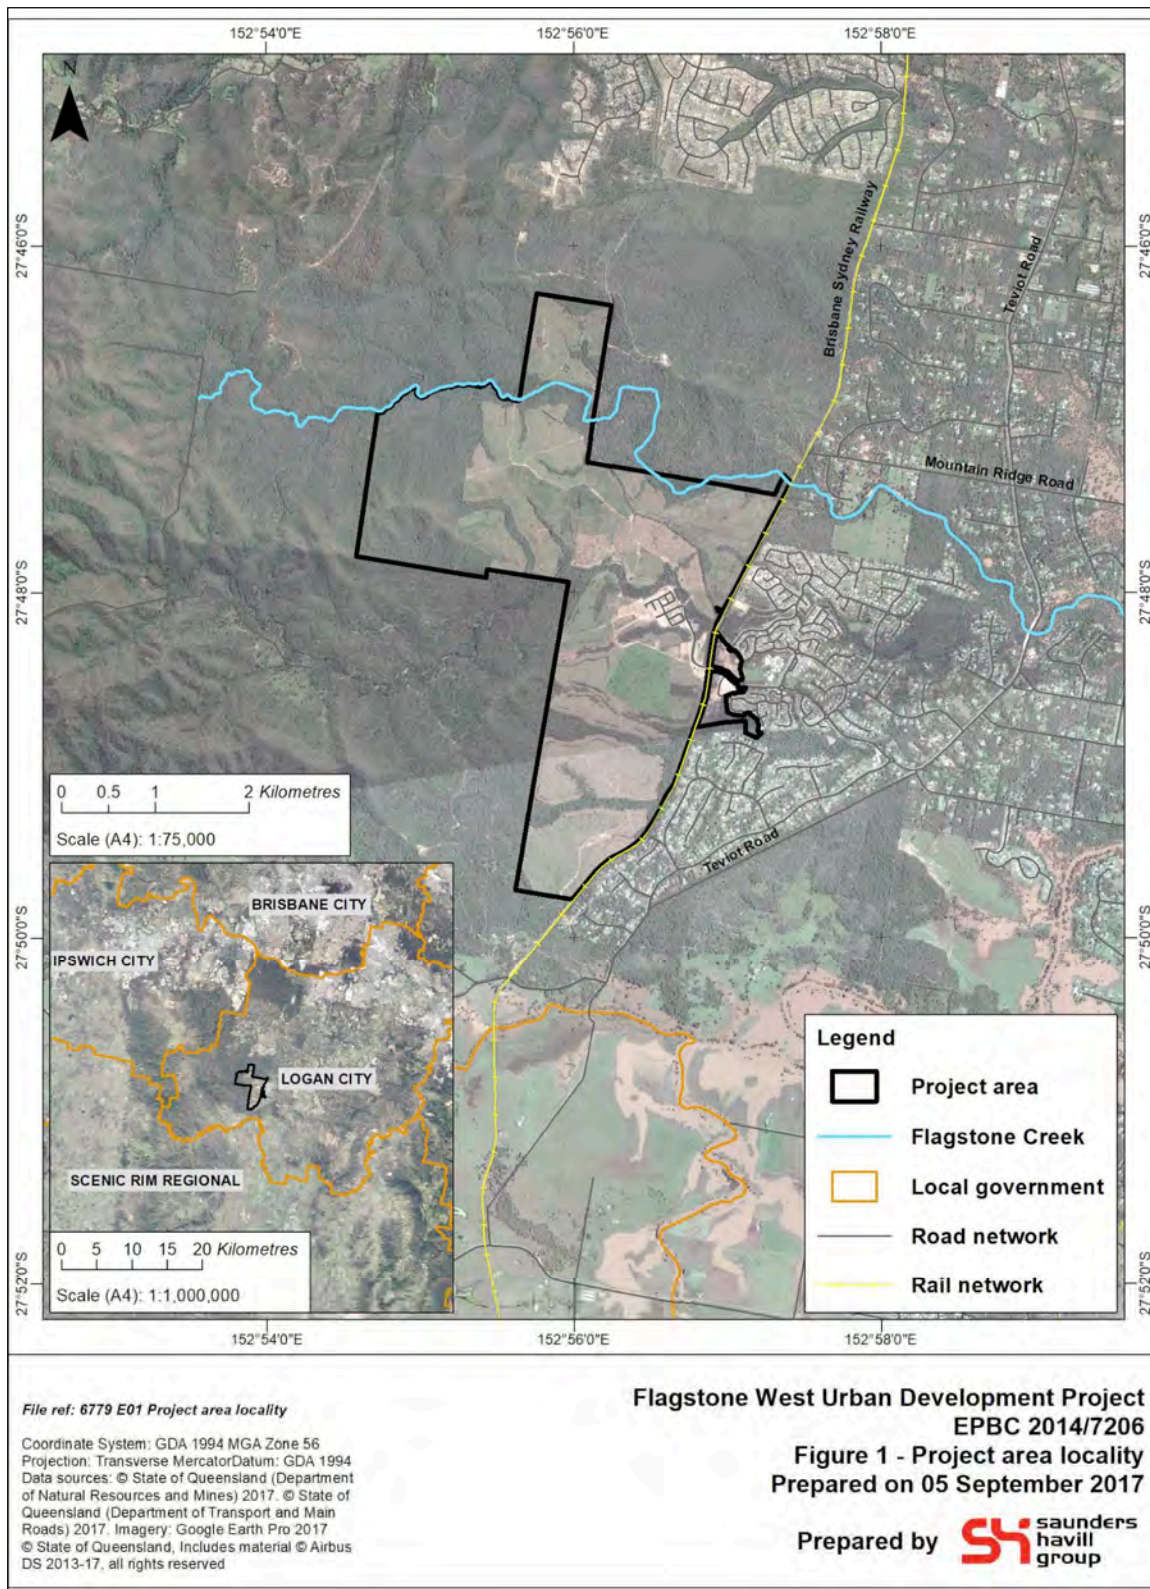 152°54'0"E
152°56'0"E
152°58'0"E
N
27°46'0"S
27°46'0"S
Brisbane Sydney Railway
Teviot Road
Mountain Ridge Road
27°48'0"S
27°48'0"S
0 0.5 1 2 Kilometres
Scale (A4): 1:75,000
Teviot Road
BRISBANE CITY
IPSWICH CITY
LOGAN CITY
SCENIC RIM REGIONAL
0 5 10 15 20 Kilometres
Scale (A4): 1:1,000,000
27°50'0"S
27°50'0"S
Legend
Project area
Flagstone Creek
Local government
Road network
Rail network
27°52'0"S
27°52'0"S
152°54'0"E
152°56'0"E
152°58'0"E
File ref: 6779 E01 Project area locality
Coordinate System: GDA 1994 MGA Zone 56
Projection: Transverse MercatorDatum: GDA 1994
Data sources: © State of Queensland (Department
of Natural Resources and Mines) 2017. © State of
Queensland (Department of Transport and Main
Roads) 2017. Imagery: Google Earth Pro 2017
© State of Queensland, Includes material © Airbus
DS 2013-17, all rights reserved
Flagstone West Urban Development Project
EPBC 2014/7206
Figure 1 - Project area locality
Prepared on 05 September 2017
Prepared by
saunders
havill
group